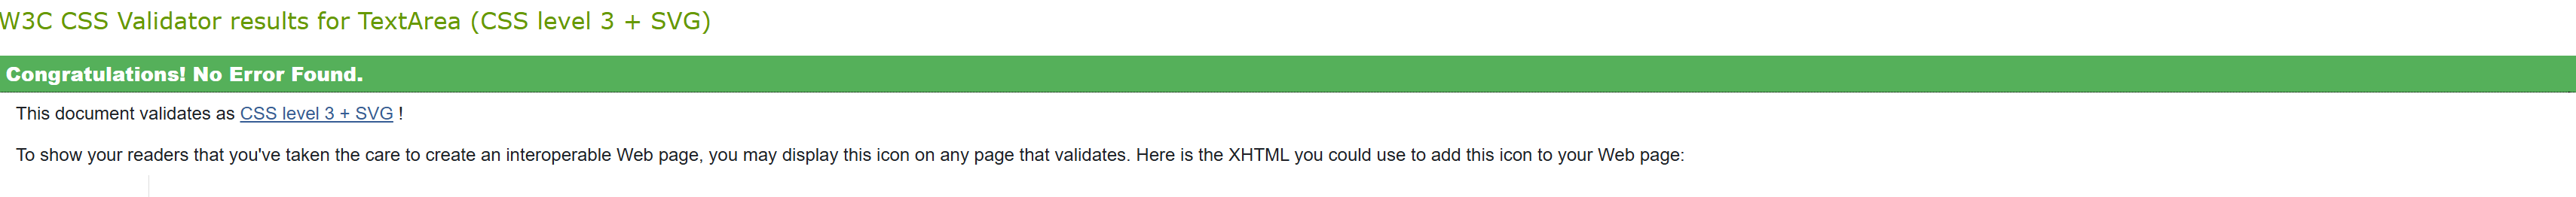 W3C CSS Validator results for TextArea (CSS level 3 + SVG)
Congratulations! No Error Found.
This document validates as CSS level 3 + SVG !
To show your readers that you've taken the care to create an interoperable Web page, you may display this icon on any page that validates. Here is the XHTML you could use to add this icon to your Web page: